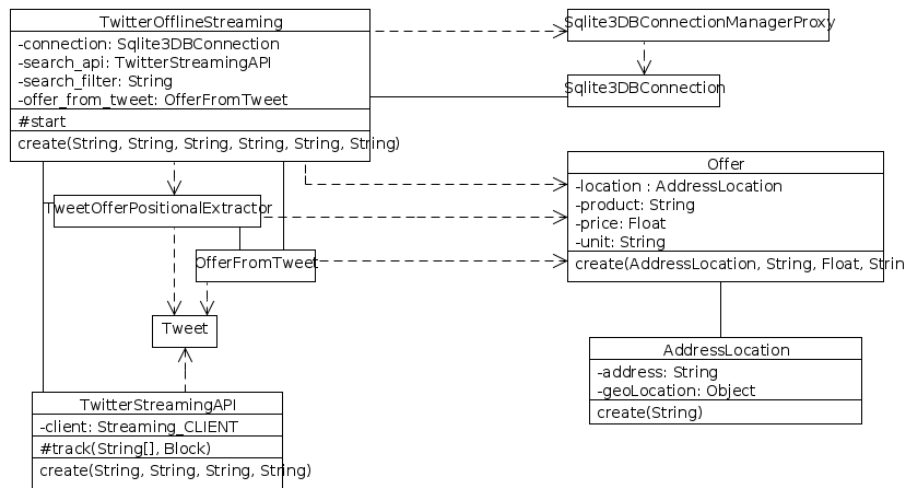 TwitterOfflineStreaming
-connection: Sqlite3DBConnection
-search_api: TwitterStreamingAPI
-search_filter: String
-offer_from_tweet: OfferFromTweet
#start
create(String, String, String, String, String, String)
Sqlite3DBConnectionManagerProxy
Sqlite3DBConnection
TweetOfferPositionalExtractor
OfferFromTweet
Tweet
Offer
-location : AddressLocation
-product: String
-price: Float
-unit: String
create(AddressLocation, String, Float, Strin
AddressLocation
-address: String
-geoLocation: Object
create(String)
TwitterStreamingAPI
-client: Streaming_CLIENT
#track(String[], Block)
create(String, String, String, String)